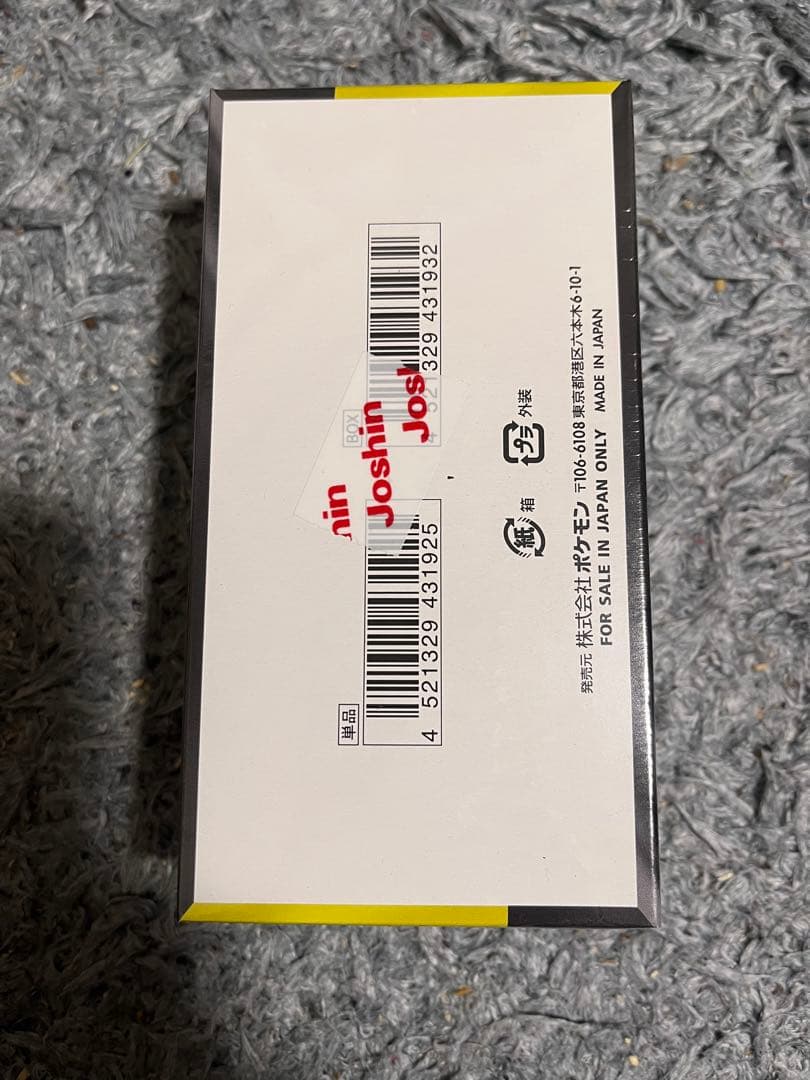 単品
4 521329 431925
BOX
4 521329 431932
Joshin
紙 箱
プラ 外装
発売元 株式会社 ポケモン 〒106-6108 東京都港区六本木6-10-1
FOR SALE IN JAPAN ONLY MADE IN JAPAN